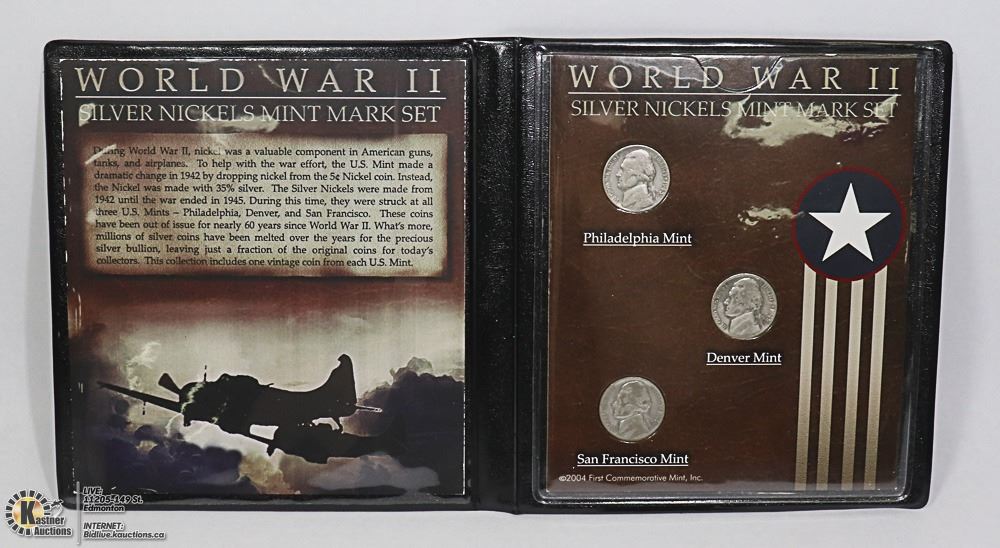 WORLD WAR II
SILVER NICKELS MINT MARK SET
During World War II, nickel was a valuable component in American guns,
tanks, and airplanes. To help with the war effort, the U.S. Mint made a
dramatic change in 1942 by dropping nickel from the 5¢ Nickel coin. Instead,
the Nickel was made with 35% silver. The Silver Nickels were made from
1942 until the war ended in 1945. During this time, they were struck at all
three U.S. Mints – Philadelphia, Denver, and San Francisco. These coins
have been out of issue for nearly 60 years since World War II. What's more,
millions of silver coins have been melted over the years for the precious
silver bullion, leaving just a fraction of the original coins for today's
collectors. This collection includes one vintage coin from each U.S. Mint.
WORLD WAR II
SILVER NICKELS MINT MARK SET
Philadelphia Mint
Denver Mint
San Francisco Mint
©2004 First Commemorative Mint, Inc.
K
Kastner
Auctions
LIVE:
11205-149 St.
Edmonton
INTERNET:
Bidlive.kauctions.ca